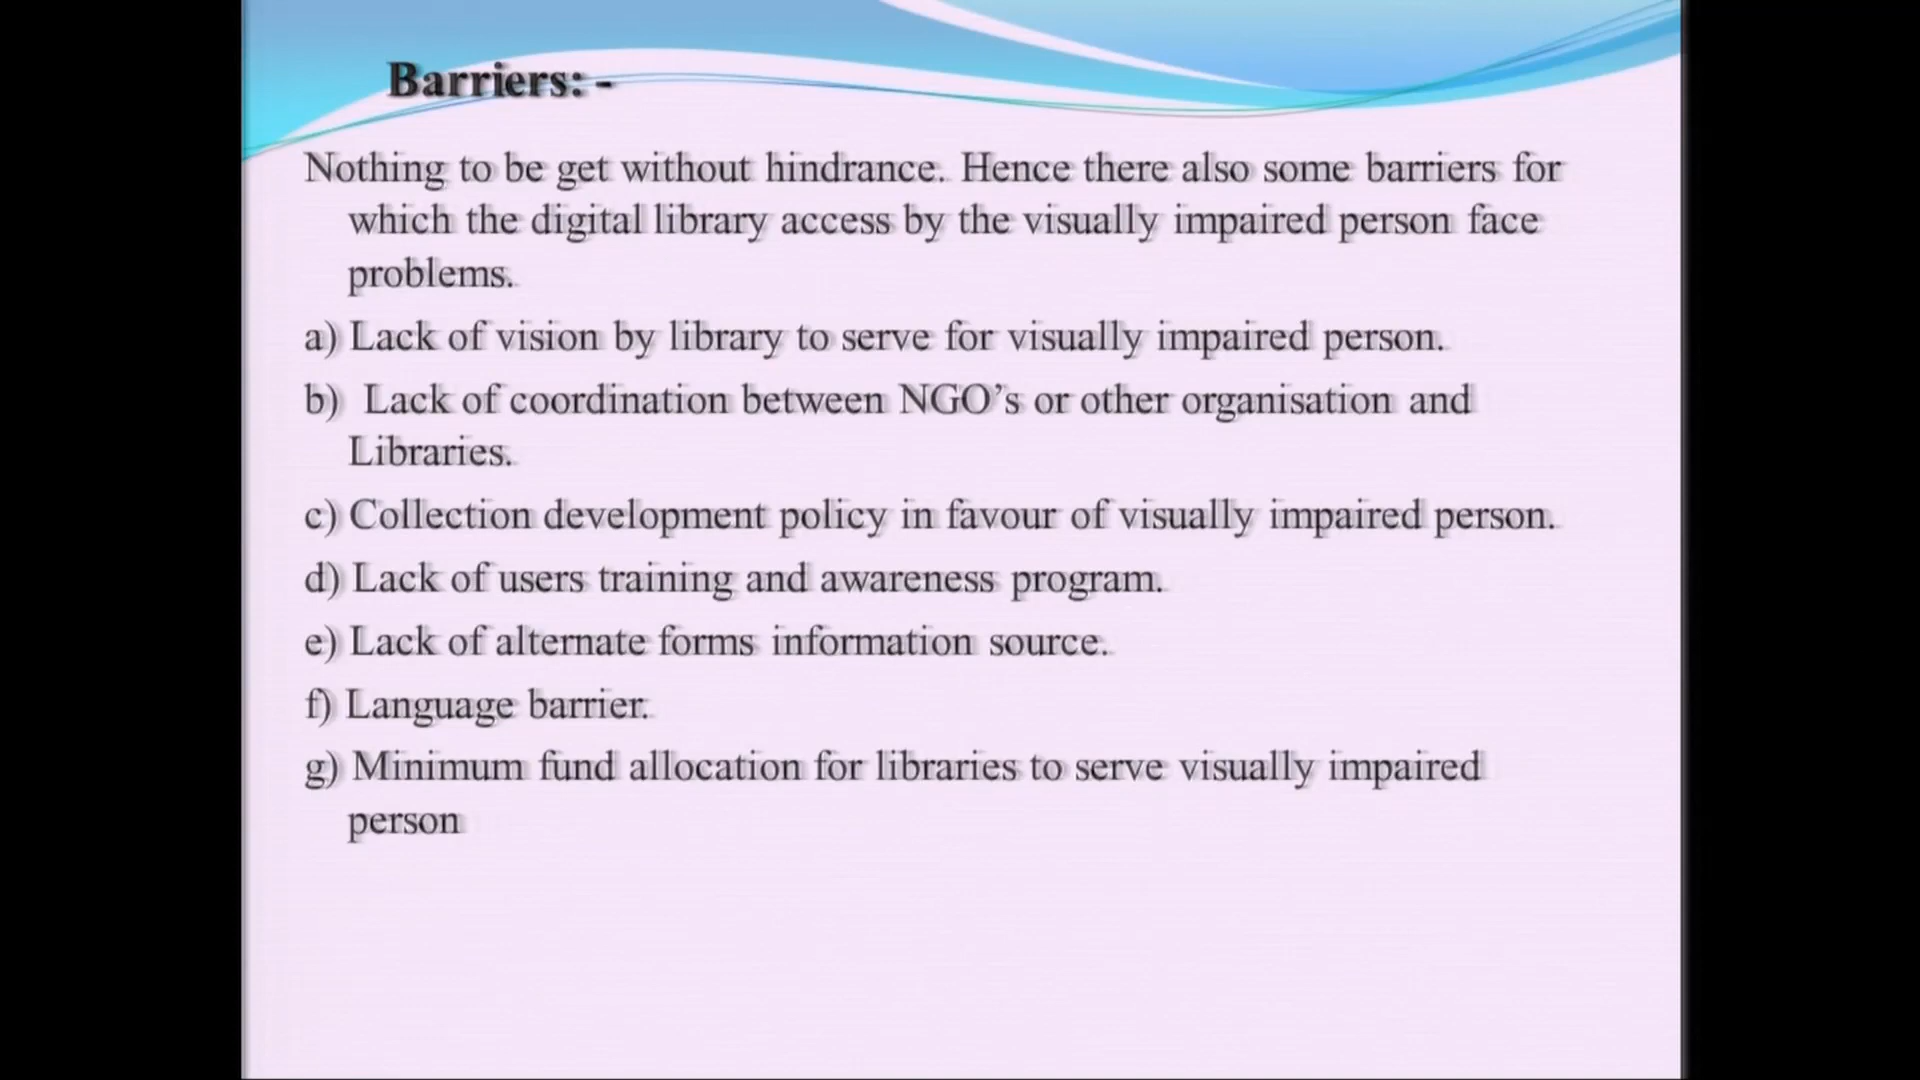 Barriers: -
Nothing to be get without hindrance. Hence there also some barriers for
which the digital library access by the visually impaired person face
problems.
a) Lack of vision by library to serve for visually impaired person.
b) Lack of coordination between NGO’s or other organisation and
Libraries.
c) Collection development policy in favour of visually impaired person.
d) Lack of users training and awareness program.
e) Lack of alternate forms information source.
f) Language barrier.
g) Minimum fund allocation for libraries to serve visually impaired
person